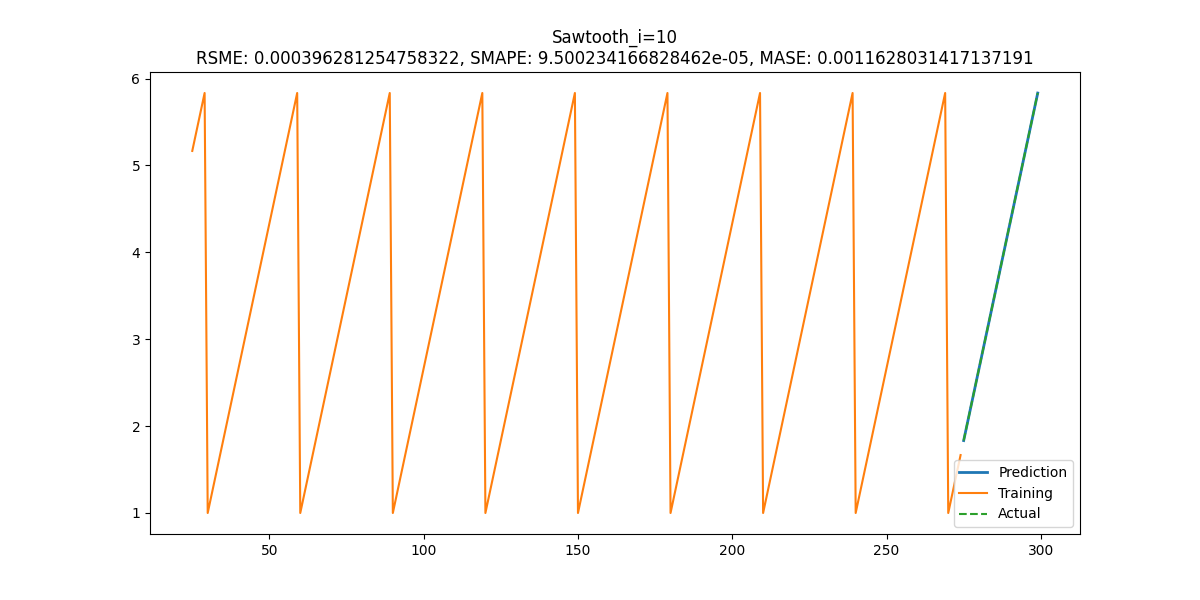 Sawtooth_i=10
RSME: 0.000396281254758322, SMAPE: 9.500234166828462e-05, MASE: 0.0011628031417137191
6
5
4
3
2
1
Prediction
Training
Actual
50 100 150 200 250 300